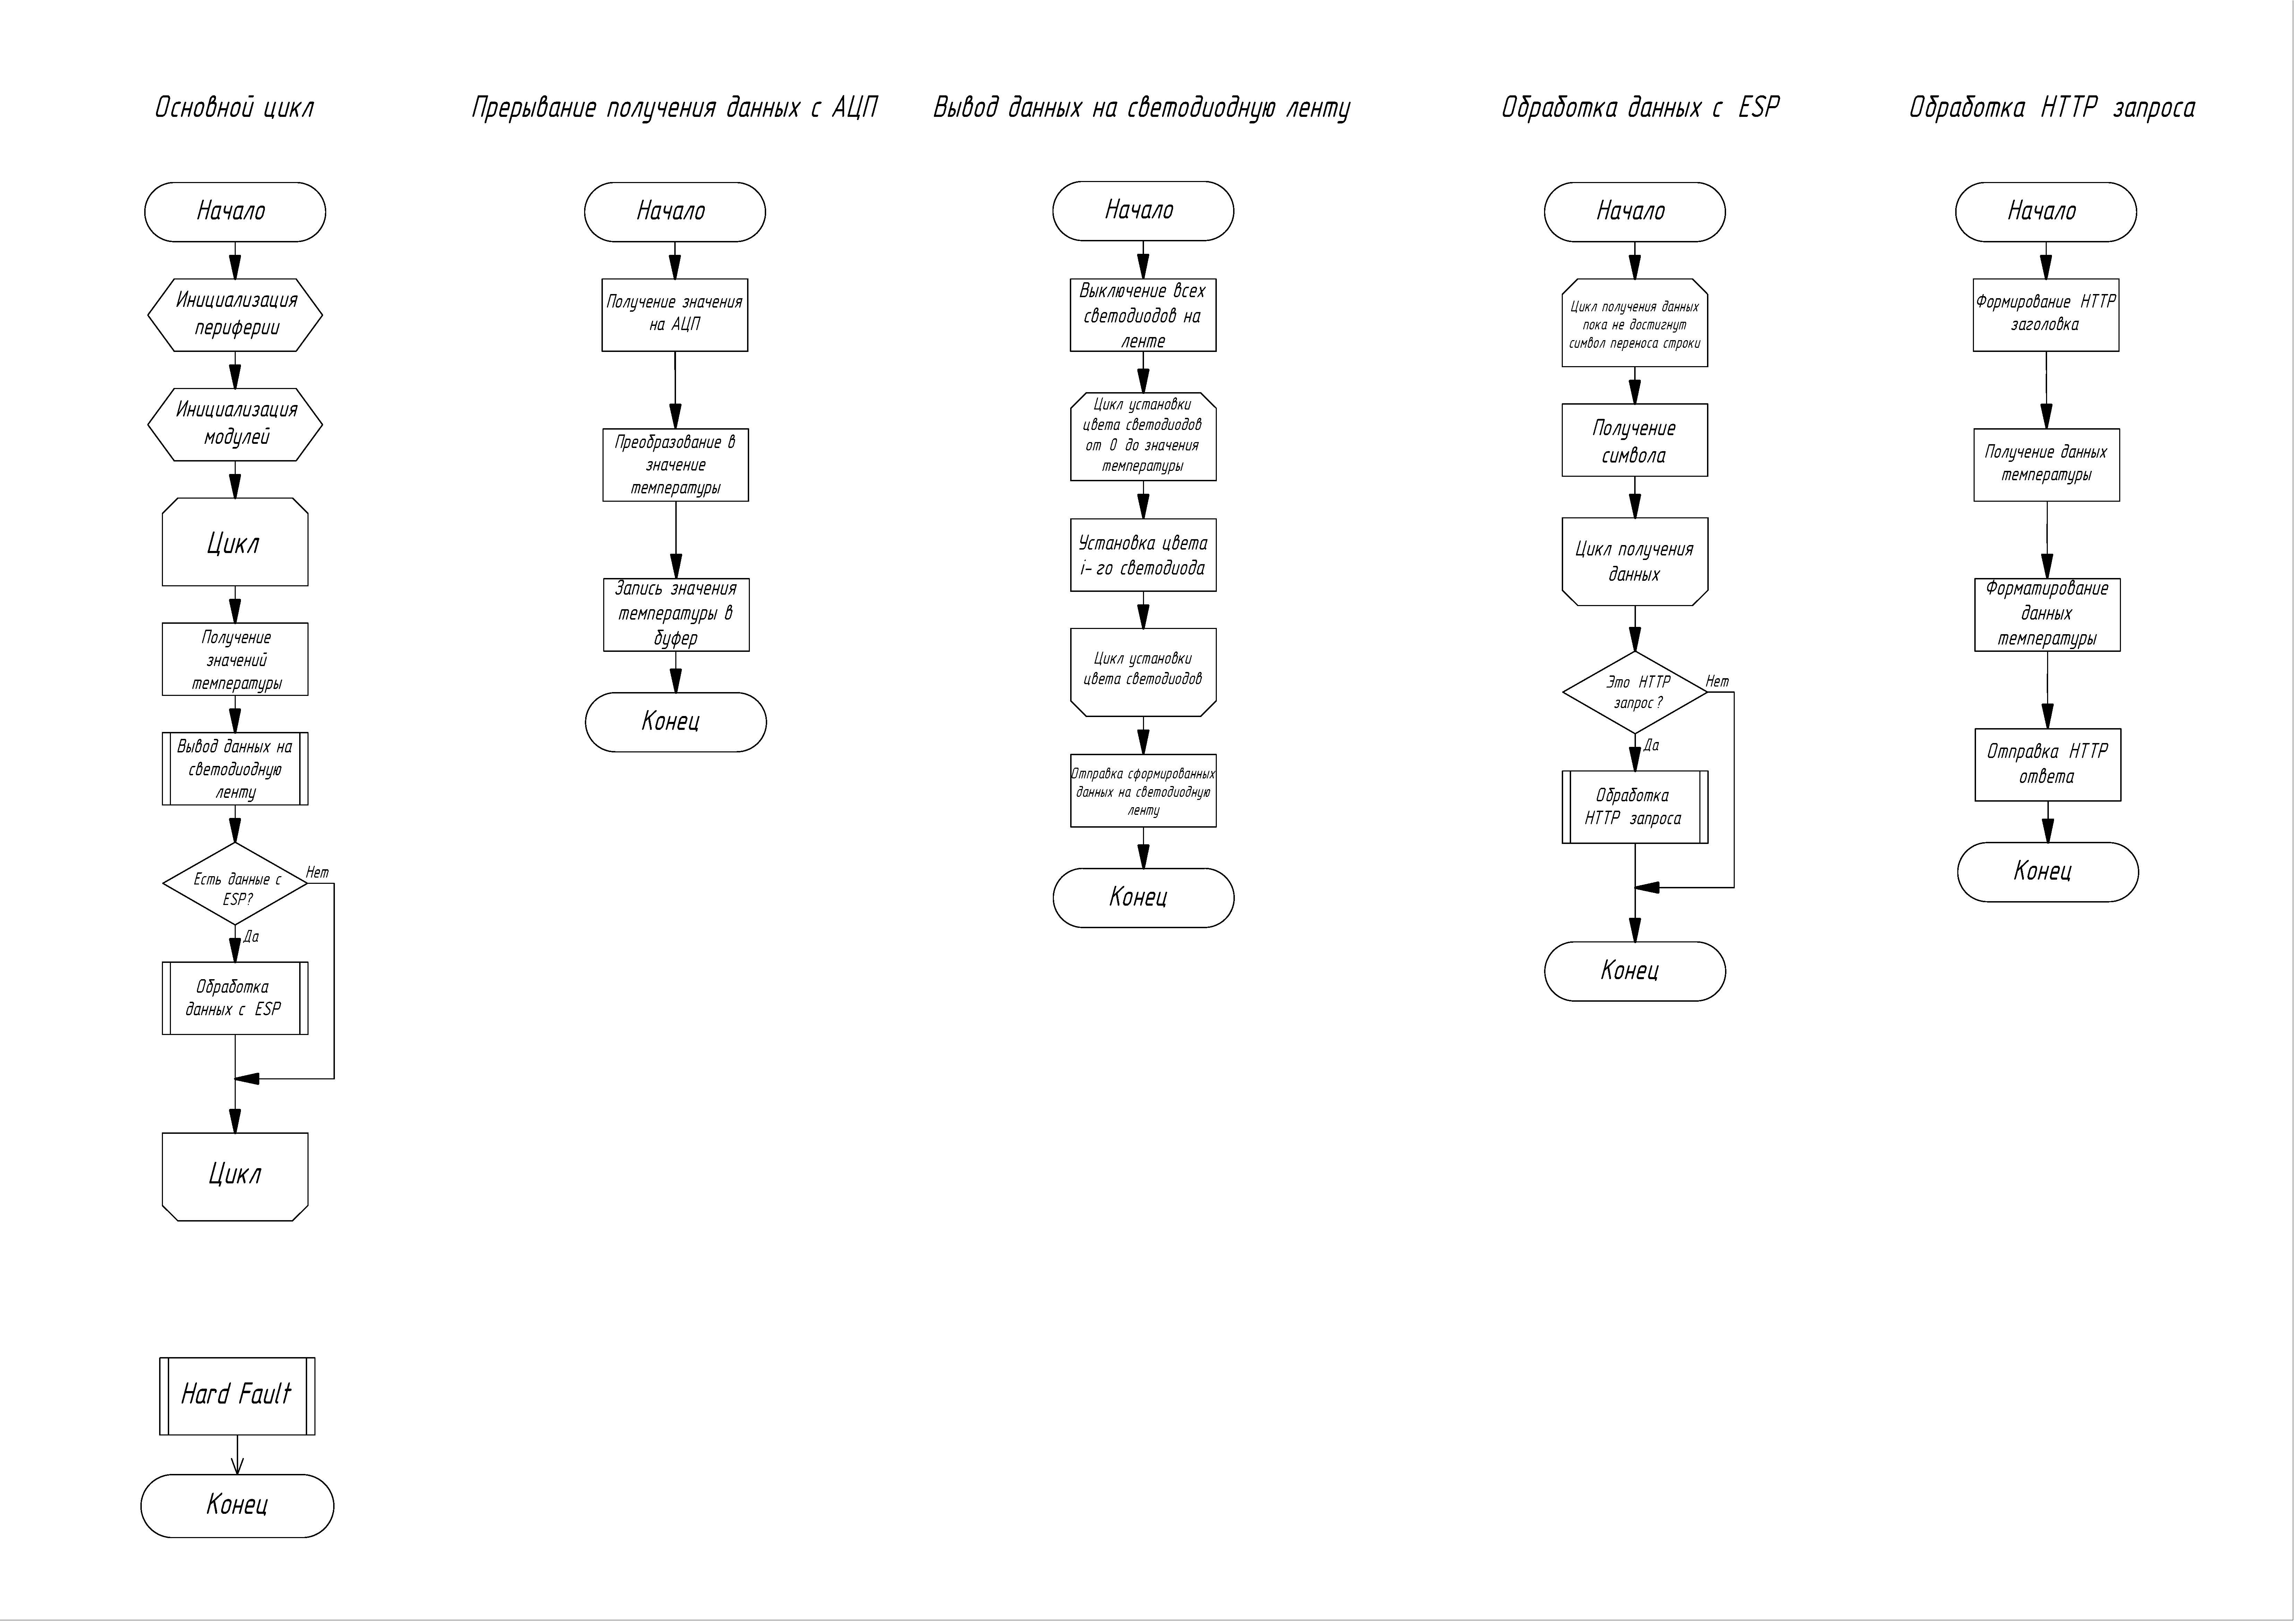 Основной цикл
Начало
Инициализация
периферии
Инициализация
модулей
Цикл
Получение
значений
температуры
Вывод данных на
светодиодную
ленту
Есть данные с
ESP?
Нет
Да
Обработка
данных с ESP
Цикл
Hard Fault
Конец
Прерывание получения данных с АЦП
Начало
Получение значения
на АЦП
Преобразование в
значение
температуры
Запись значения
температуры в
буфер
Конец
Вывод данных на светодиодную ленту
Начало
Выключение всех
светодиодов на
ленте
Цикл установки
цвета светодиодов
от 0 до значения
температуры
Установка цвета
i- го светодиода
Цикл установки
цвета светодиодов
Отправка сформированных
данных на светодиодную
ленту
Конец
Обработка данных с ESP
Начало
Цикл получения данных
пока не достигнут
символ переноса строки
Получение
символа
Цикл получения
данных
Это HTTP
запрос?
Нет
Да
Обработка
HTTP запроса
Конец
Обработка HTTP запроса
Начало
Формирование HTTP
заголовка
Получение данных
температуры
Форматирование
данных
температуры
Отправка HTTP
ответа
Конец